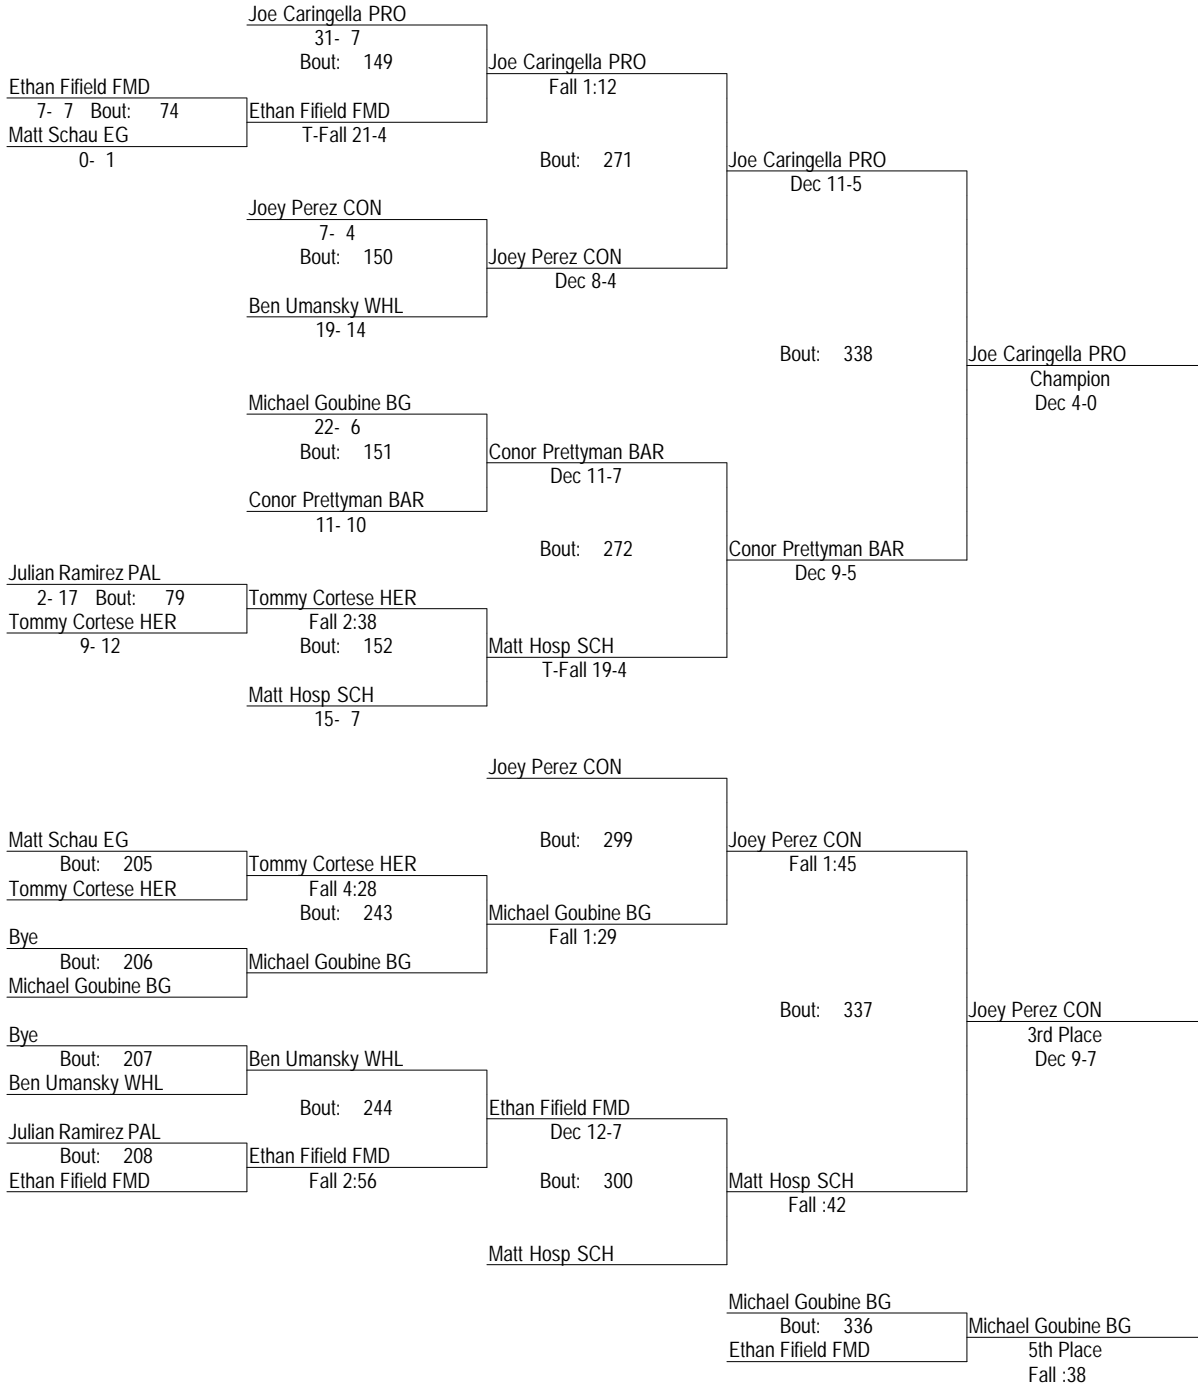 Joe Caringella PRO
31- 7
Bout: 149
Joe Caringella PRO
Fall 1:12
Ethan Fifield FMD
7- 7 Bout: 74
Ethan Fifield FMD
T-Fall 21-4
Matt Schau EG
0- 1
Bout: 271
Joe Caringella PRO
Dec 11-5
Joey Perez CON
7- 4
Bout: 150
Joey Perez CON
Dec 8-4
Ben Umansky WHL
19- 14
Bout: 338
Joe Caringella PRO
Champion
Dec 4-0
Michael Goubine BG
22- 6
Bout: 151
Conor Prettyman BAR
Dec 11-7
Conor Prettyman BAR
11- 10
Bout: 272
Conor Prettyman BAR
Dec 9-5
Julian Ramirez PAL
2- 17 Bout: 79
Tommy Cortese HER
Fall 2:38
Tommy Cortese HER
9- 12
Bout: 152
Matt Hosp SCH
T-Fall 19-4
Matt Hosp SCH
15- 7
Joey Perez CON
Bout: 299
Joey Perez CON
Fall 1:45
Matt Schau EG
Bout: 205
Tommy Cortese HER
Tommy Cortese HER
Fall 4:28
Bout: 243
Michael Goubine BG
Fall 1:29
Bye
Bout: 206
Michael Goubine BG
Michael Goubine BG
Bout: 337
Joey Perez CON
3rd Place
Dec 9-7
Bye
Bout: 207
Ben Umansky WHL
Ben Umansky WHL
Bout: 244
Ethan Fifield FMD
Dec 12-7
Julian Ramirez PAL
Bout: 208
Ethan Fifield FMD
Ethan Fifield FMD
Fall 2:56
Bout: 300
Matt Hosp SCH
Fall :42
Matt Hosp SCH
Michael Goubine BG
Bout: 336
Ethan Fifield FMD
Michael Goubine BG
5th Place
Fall :38